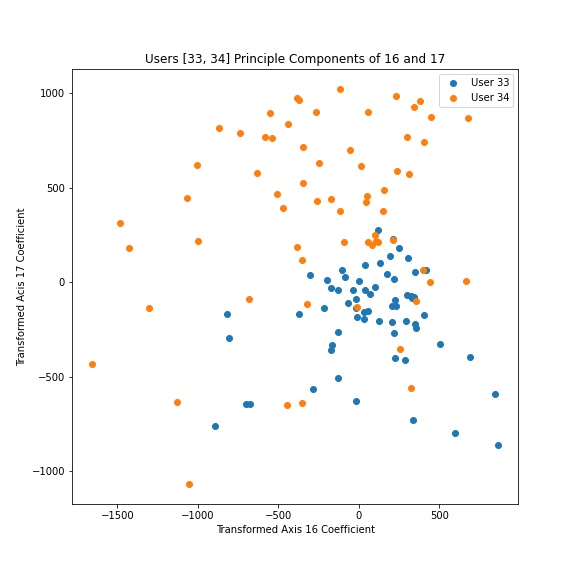 Users [33, 34] Principle Components of 16 and 17
User 33
User 34
1000
500
0
−500
−1000
Transformed Acis 17 Coefficient
−1500
−1000
−500
0
500
Transformed Axis 16 Coefficient